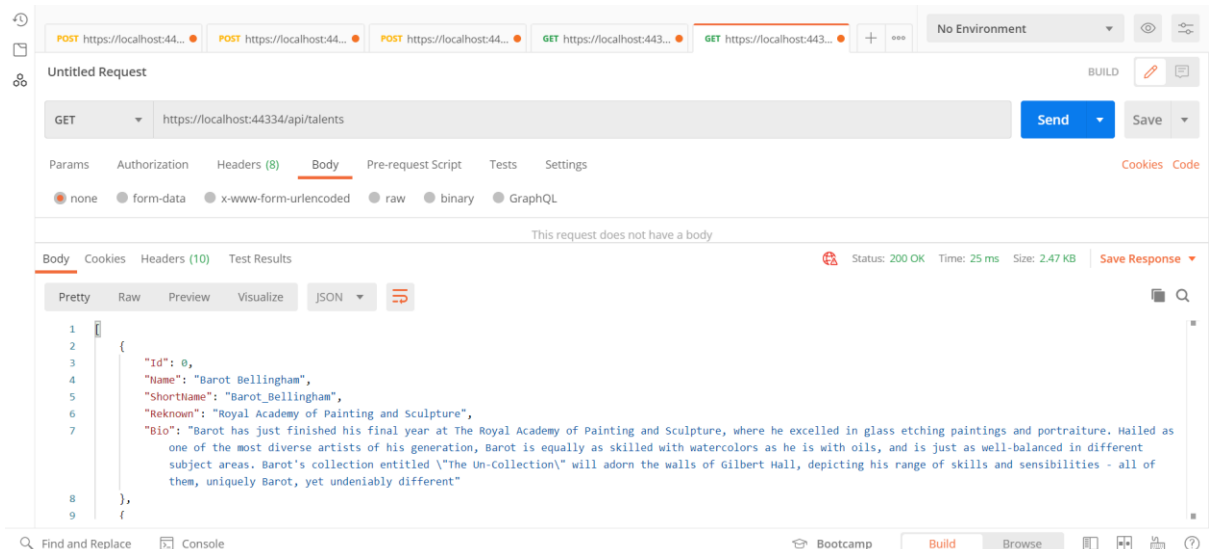 POST https://localhost:44... POST https://localhost:44... POST https://localhost:44... GET https://localhost:443... GET https://localhost:443... No Environment
Untitled Request BUILD
GET https://localhost:44334/api/talents Send Save
Params Authorization Headers (8) Body Pre-request Script Tests Settings Cookies Code
none form-data x-www-form-urlencoded raw binary GraphQL
This request does not have a body
Body Cookies Headers (10) Test Results Status: 200 OK Time: 25 ms Size: 2.47 KB Save Response
Pretty Raw Preview Visualize JSON
1 [
2 {
3 "Id": 0,
4 "Name": "Barot Bellingham",
5 "ShortName": "Barot_Bellingham",
6 "Reknown": "Royal Academy of Painting and Sculpture",
7 "Bio": "Barot has just finished his final year at The Royal Academy of Painting and Sculpture, where he excelled in glass etching paintings and portraiture. Hailed as
one of the most diverse artists of his generation, Barot is equally as skilled with watercolors as he is with oils, and is just as well-balanced in different
subject areas. Barot's collection entitled \"The Un-Collection\" will adorn the walls of Gilbert Hall, depicting his range of skills and sensibilities - all of
them, uniquely Barot, yet undeniably different"
8 },
9 {
Find and Replace Console Bootcamp Build Browse